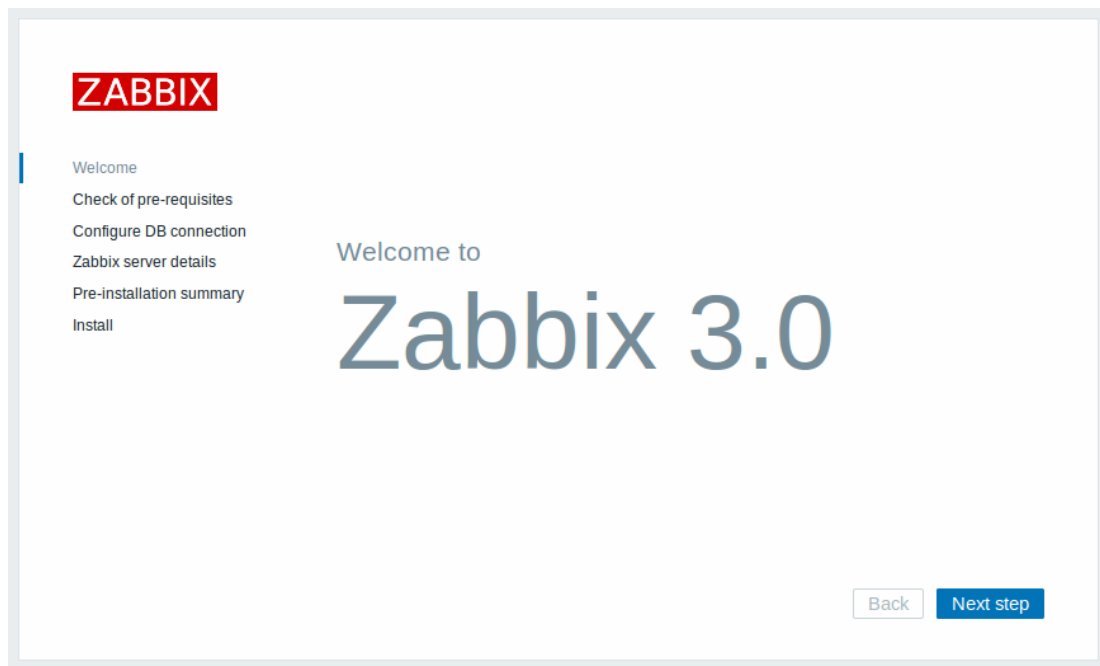 ZABBIX
Welcome
Check of pre-requisites
Configure DB connection
Zabbix server details
Pre-installation summary
Install
Welcome to
Zabbix 3.0
Back
Next step